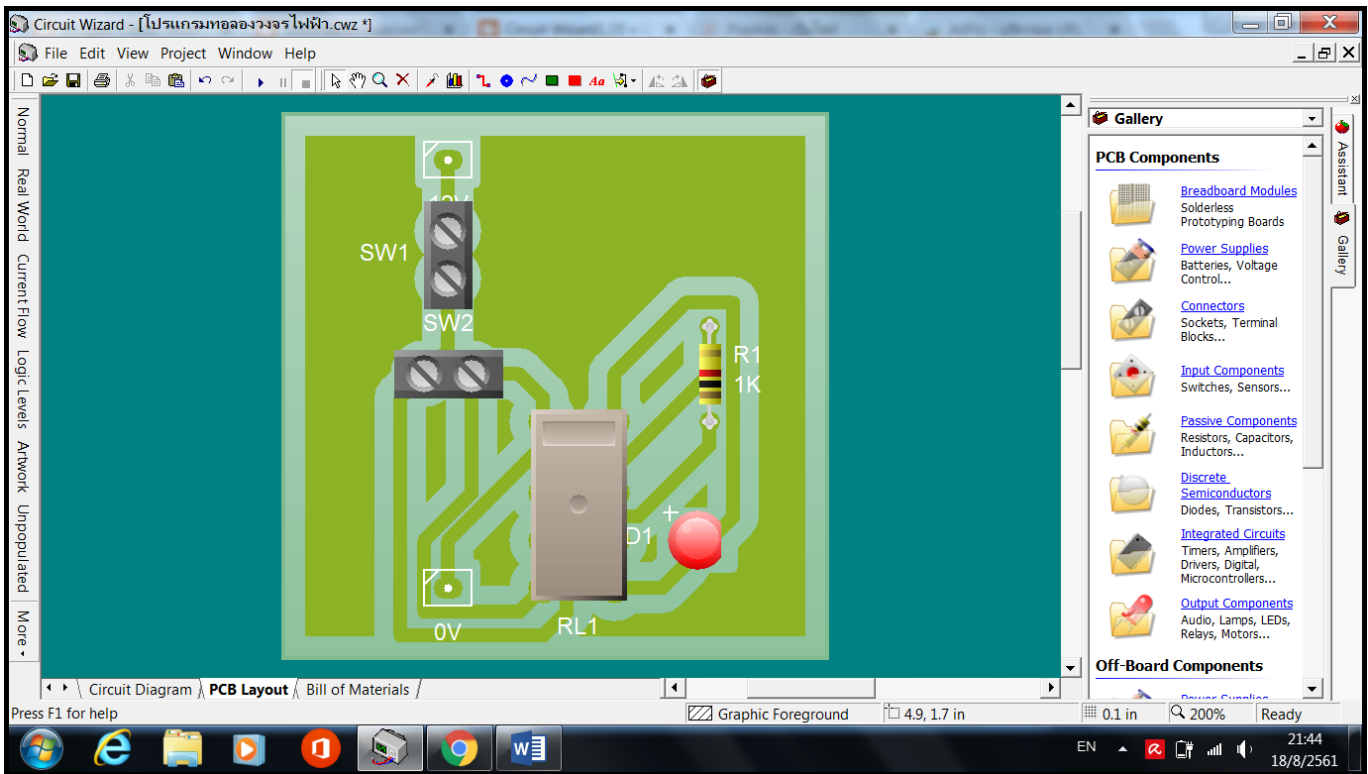 Circuit Wizard - [โปรแกรมทอลองวงจรไฟฟ้า.cwz *]
File Edit View Project Window Help
Aa
Normal
Real World
Current Flow
Logic Levels
Artwork
Unpopulated
More
12V
SW1
SW2
R1
1K
+
D1
0V
RL1
Gallery
PCB Components
Breadboard Modules
Solderless
Prototyping Boards
Power Supplies
Batteries, Voltage
Control...
Connectors
Sockets, Terminal
Blocks...
Input Components
Switches, Sensors...
Passive Components
Resistors, Capacitors,
Inductors...
Discrete
Semiconductors
Diodes, Transistors...
Integrated Circuits
Timers, Amplifiers,
Drivers, Digital,
Microcontrollers...
Output Components
Audio, Lamps, LEDs,
Relays, Motors...
Off-Board Components
Power Supplies
Assistant
Gallery
Circuit Diagram
PCB Layout
Bill of Materials
Press F1 for help
Graphic Foreground
4.9, 1.7 in
0.1 in
200%
Ready
EN
21:44
18/8/2561